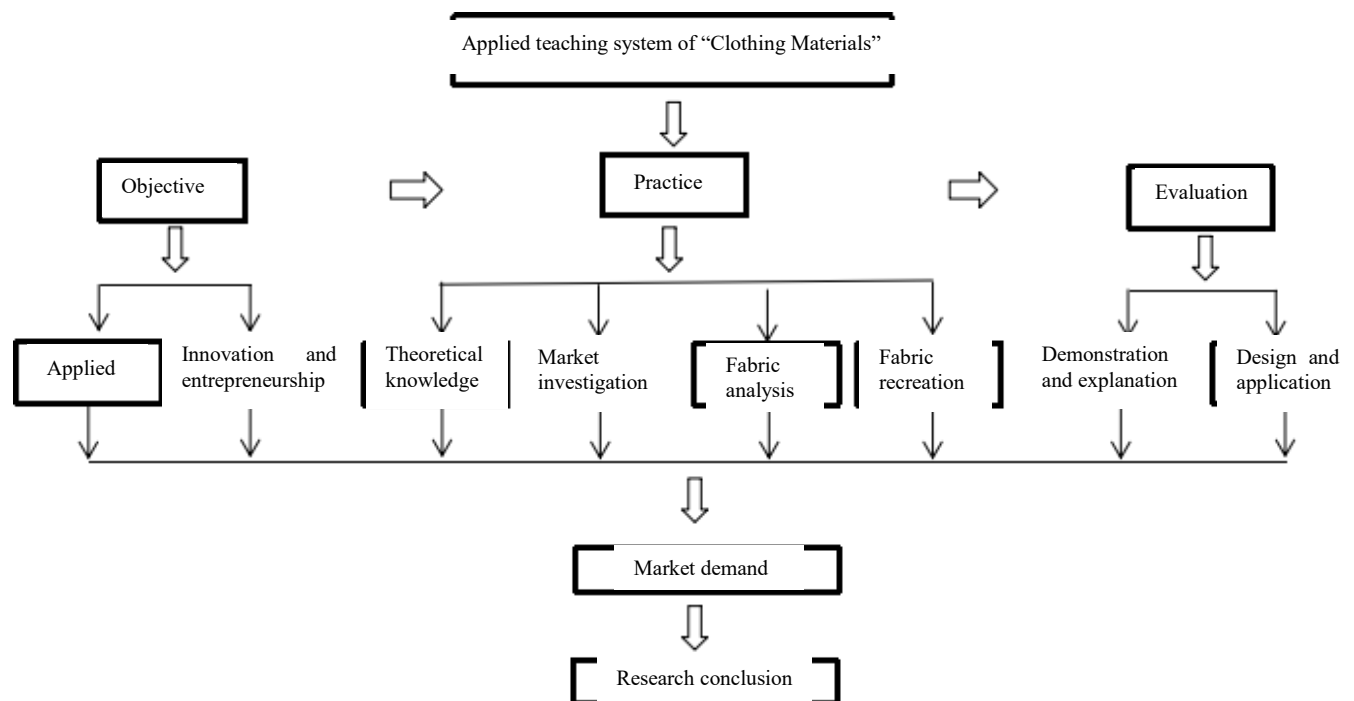 Applied teaching system of “Clothing Materials”
Objective
Practice
Evaluation
Applied
Innovation and
entrepreneurship
Theoretical
knowledge
Market
investigation
Fabric
analysis
Fabric
recreation
Demonstration
and explanation
Design and
application
Market demand
Research conclusion